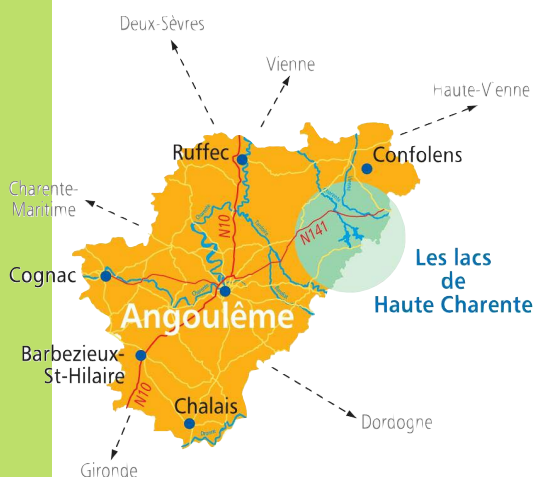 Deux-Sèvres
Vienne
Haute-Vienne
Ruffec
Confolens
Charente-
Maritime
N10
N141
Les lacs
de
Haute Charente
Cognac
Angoulême
Barbezieux-
St-Hilaire
N10
Chalais
Dordogne
Gironde